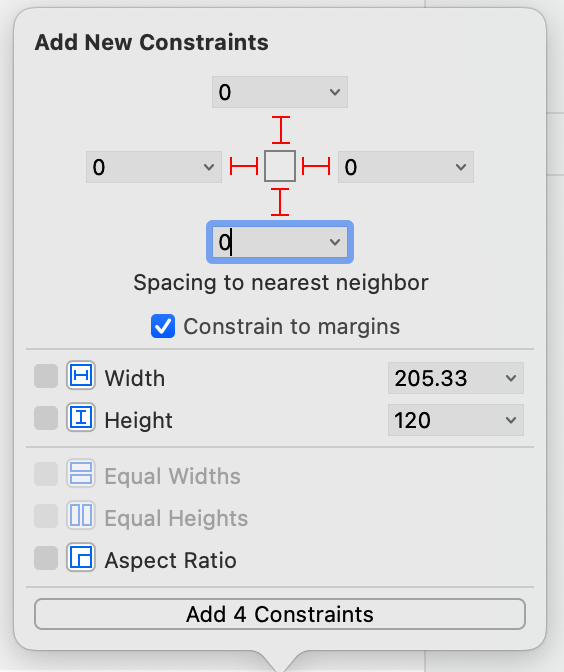 Add New Constraints
0
0
0
0
Spacing to nearest neighbor
Constrain to margins
Width
205.33
Height
120
Equal Widths
Equal Heights
Aspect Ratio
Add 4 Constraints